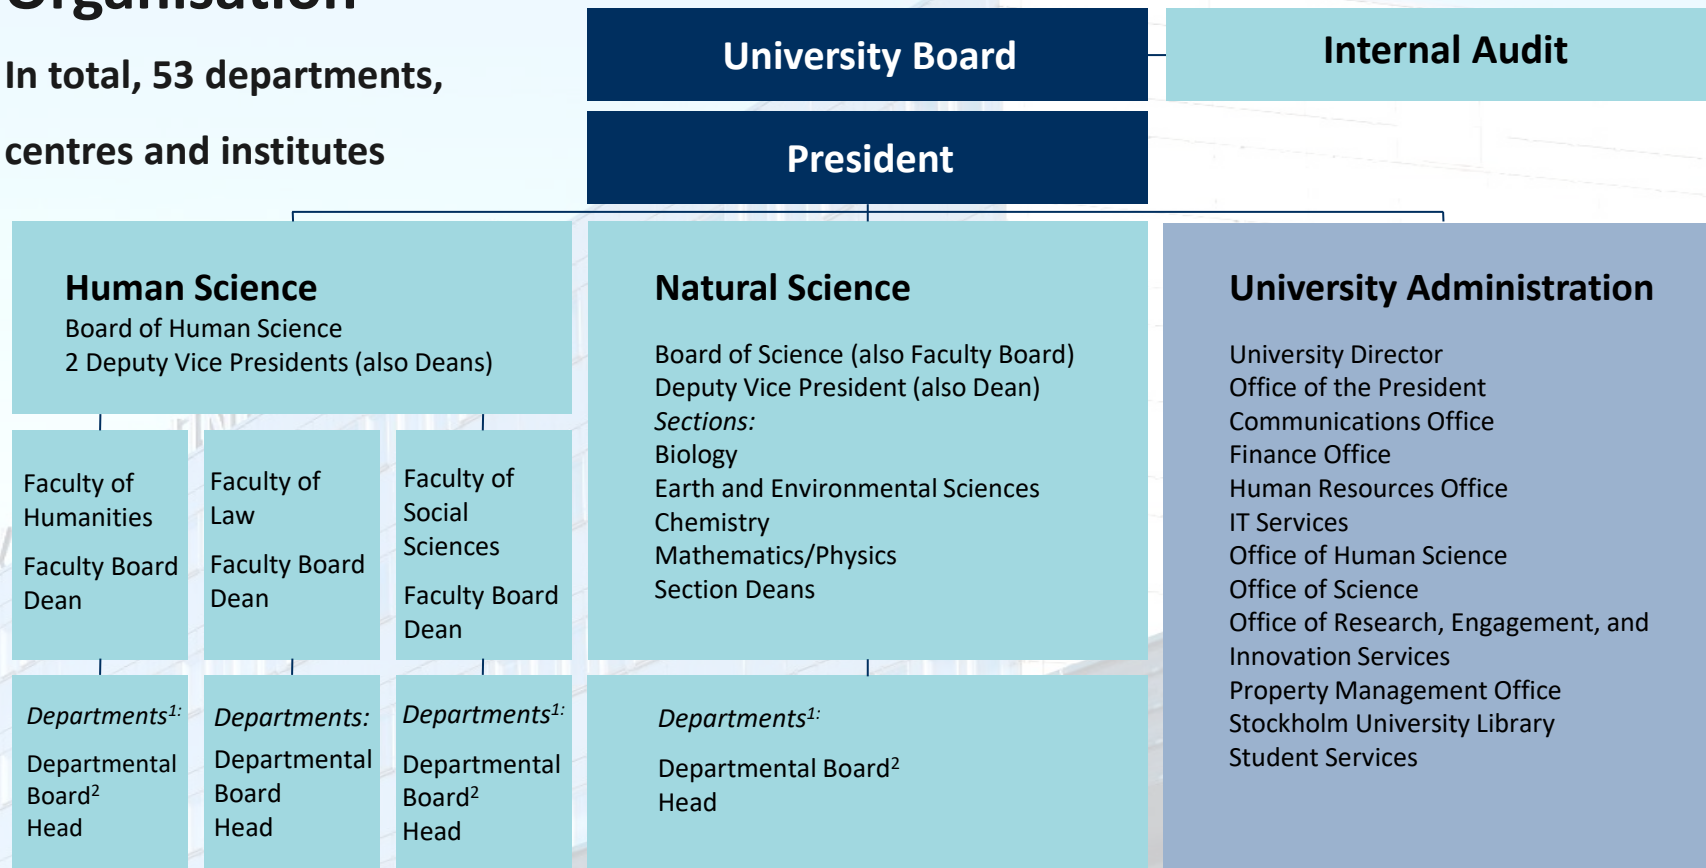 Organisation
In total, 53 departments,
centres and institutes
University Board
Internal Audit
President
Human Science
Board of Human Science
2 Deputy Vice Presidents (also Deans)
Faculty of
Humanities
Faculty Board
Dean
Faculty of
Law
Faculty Board
Dean
Faculty of
Social
Sciences
Faculty Board
Dean
Departments¹:
Departmental
Board²
Head
Departments:
Departmental
Board
Head
Departments¹:
Departmental
Board²
Head
Natural Science
Board of Science (also Faculty Board)
Deputy Vice President (also Dean)
Sections:
Biology
Earth and Environmental Sciences
Chemistry
Mathematics/Physics
Section Deans
Departments¹:
Departmental Board²
Head
University Administration
University Director
Office of the President
Communications Office
Finance Office
Human Resources Office
IT Services
Office of Human Science
Office of Science
Office of Research, Engagement, and
Innovation Services
Property Management Office
Stockholm University Library
Student Services